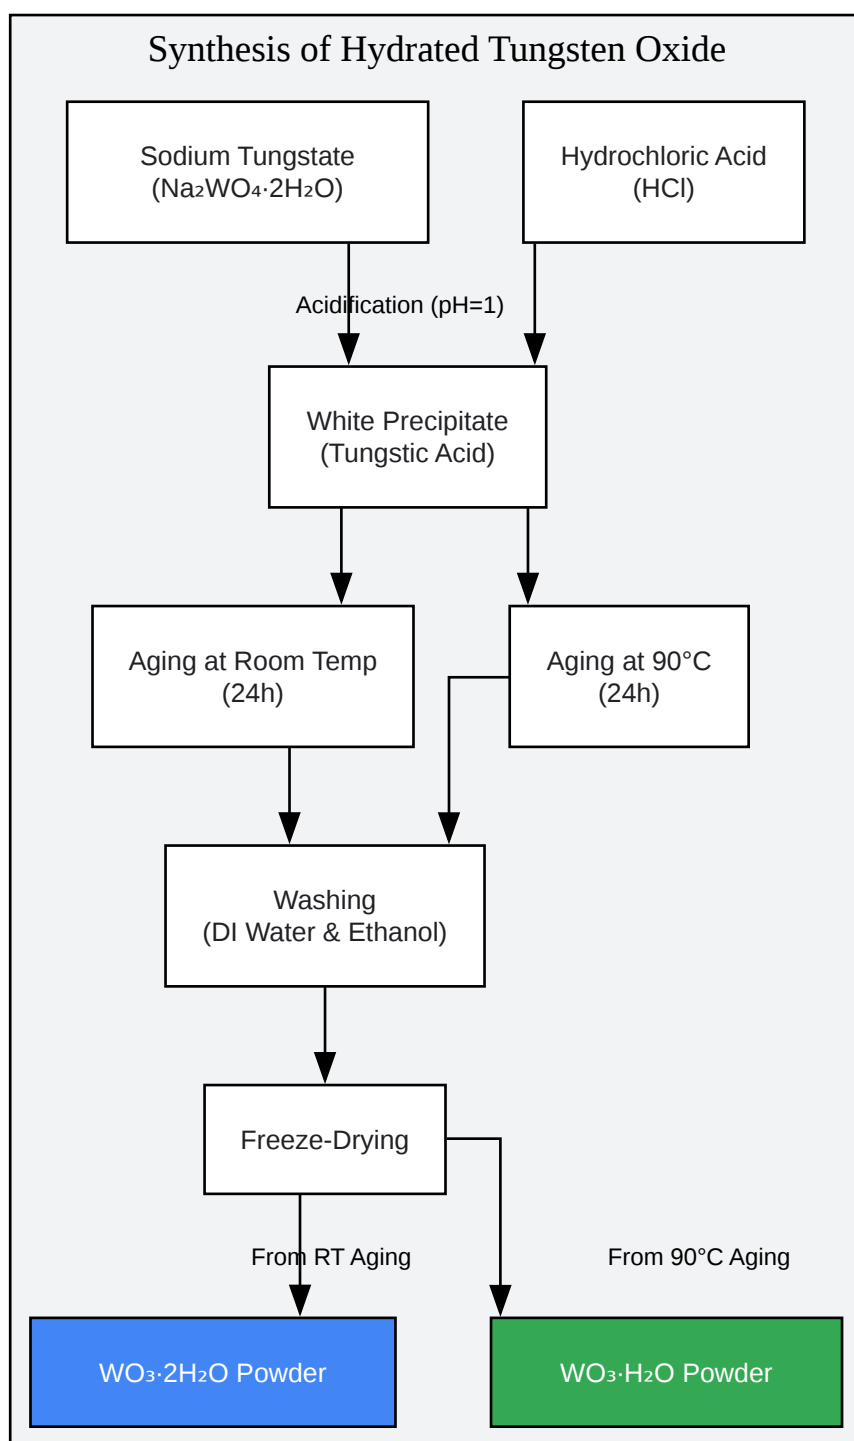 Synthesis of Hydrated Tungsten Oxide
Sodium Tungstate
(Na₂WO₄·2H₂O)
Hydrochloric Acid
(HCl)
Acidification (pH=1)
White Precipitate
(Tungstic Acid)
Aging at Room Temp
(24h)
Aging at 90°C
(24h)
Washing
(DI Water & Ethanol)
Freeze-Drying
From RT Aging
From 90°C Aging
WO₃·2H₂O Powder
WO₃·H₂O Powder